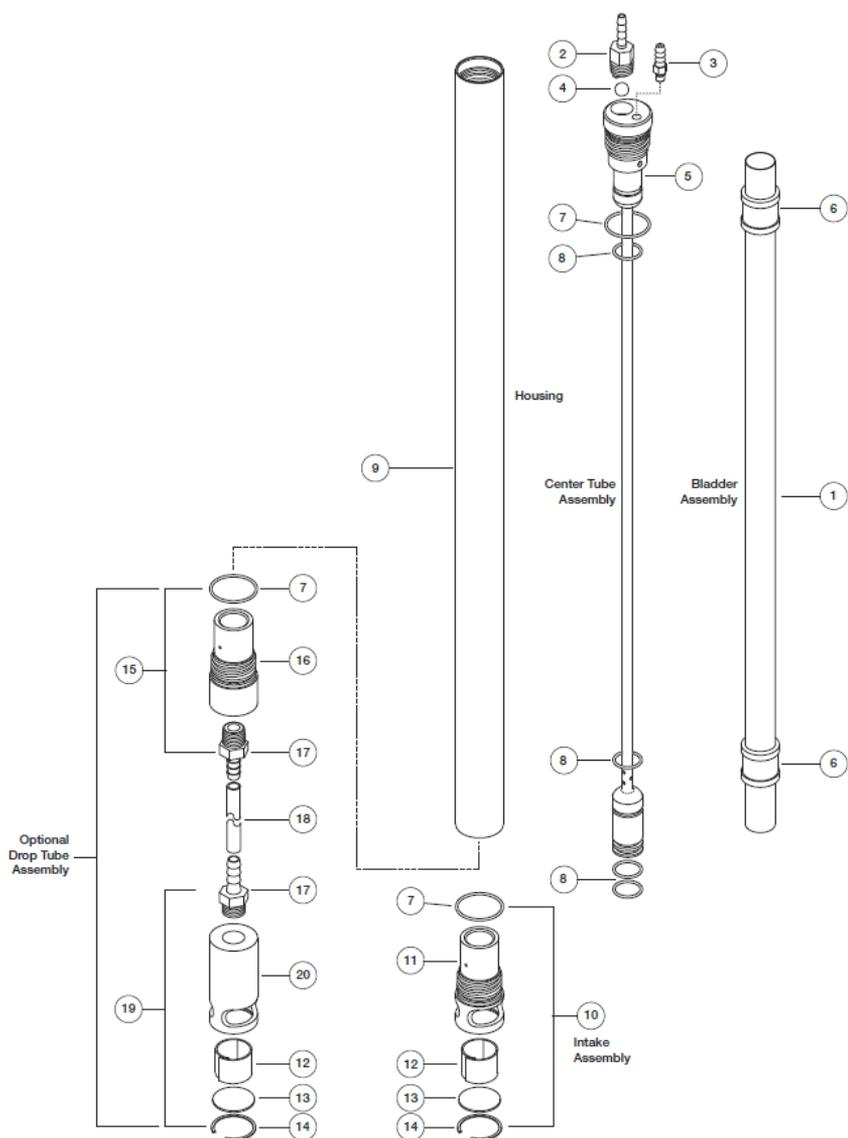 2
3
4
5
6
7
8
Housing
9
Center Tube
Assembly
Bladder
Assembly
1
7
15
16
17
8
6
18
Optional
Drop Tube
Assembly
17
8
7
20
11
19
10
Intake
Assembly
12
12
13
13
14
14